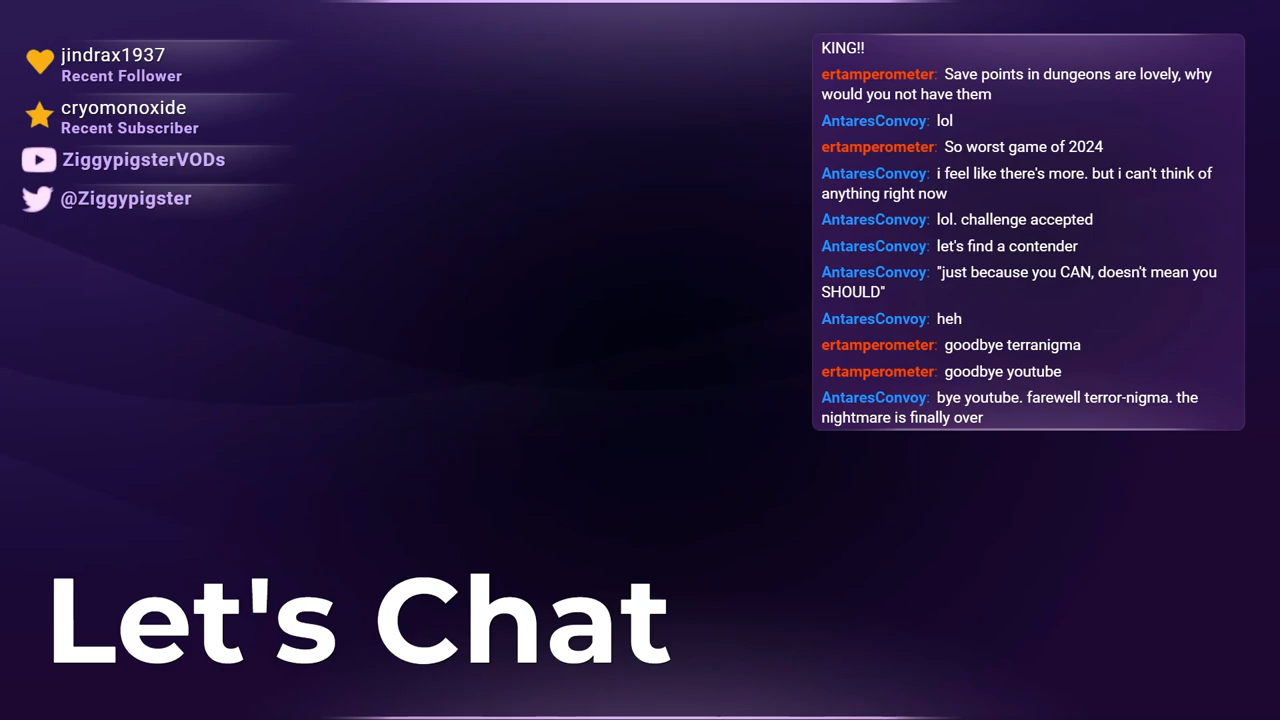 jindrax1937
Recent Follower
cryomonoxide
Recent Subscriber
ZiggypigsterVODs
@Ziggypigster
KING!!
ertamperometer: Save points in dungeons are lovely, why
would you not have them
AntaresConvoy: lol
ertamperometer: So worst game of 2024
AntaresConvoy: i feel like there's more. but i can't think of
anything right now
AntaresConvoy: lol. challenge accepted
AntaresConvoy: let's find a contender
AntaresConvoy: "just because you CAN, doesn't mean you
SHOULD"
AntaresConvoy: heh
ertamperometer: goodbye terranigma
ertamperometer: goodbye youtube
AntaresConvoy: bye youtube. farewell terror-nigma. the
nightmare is finally over
Let's Chat